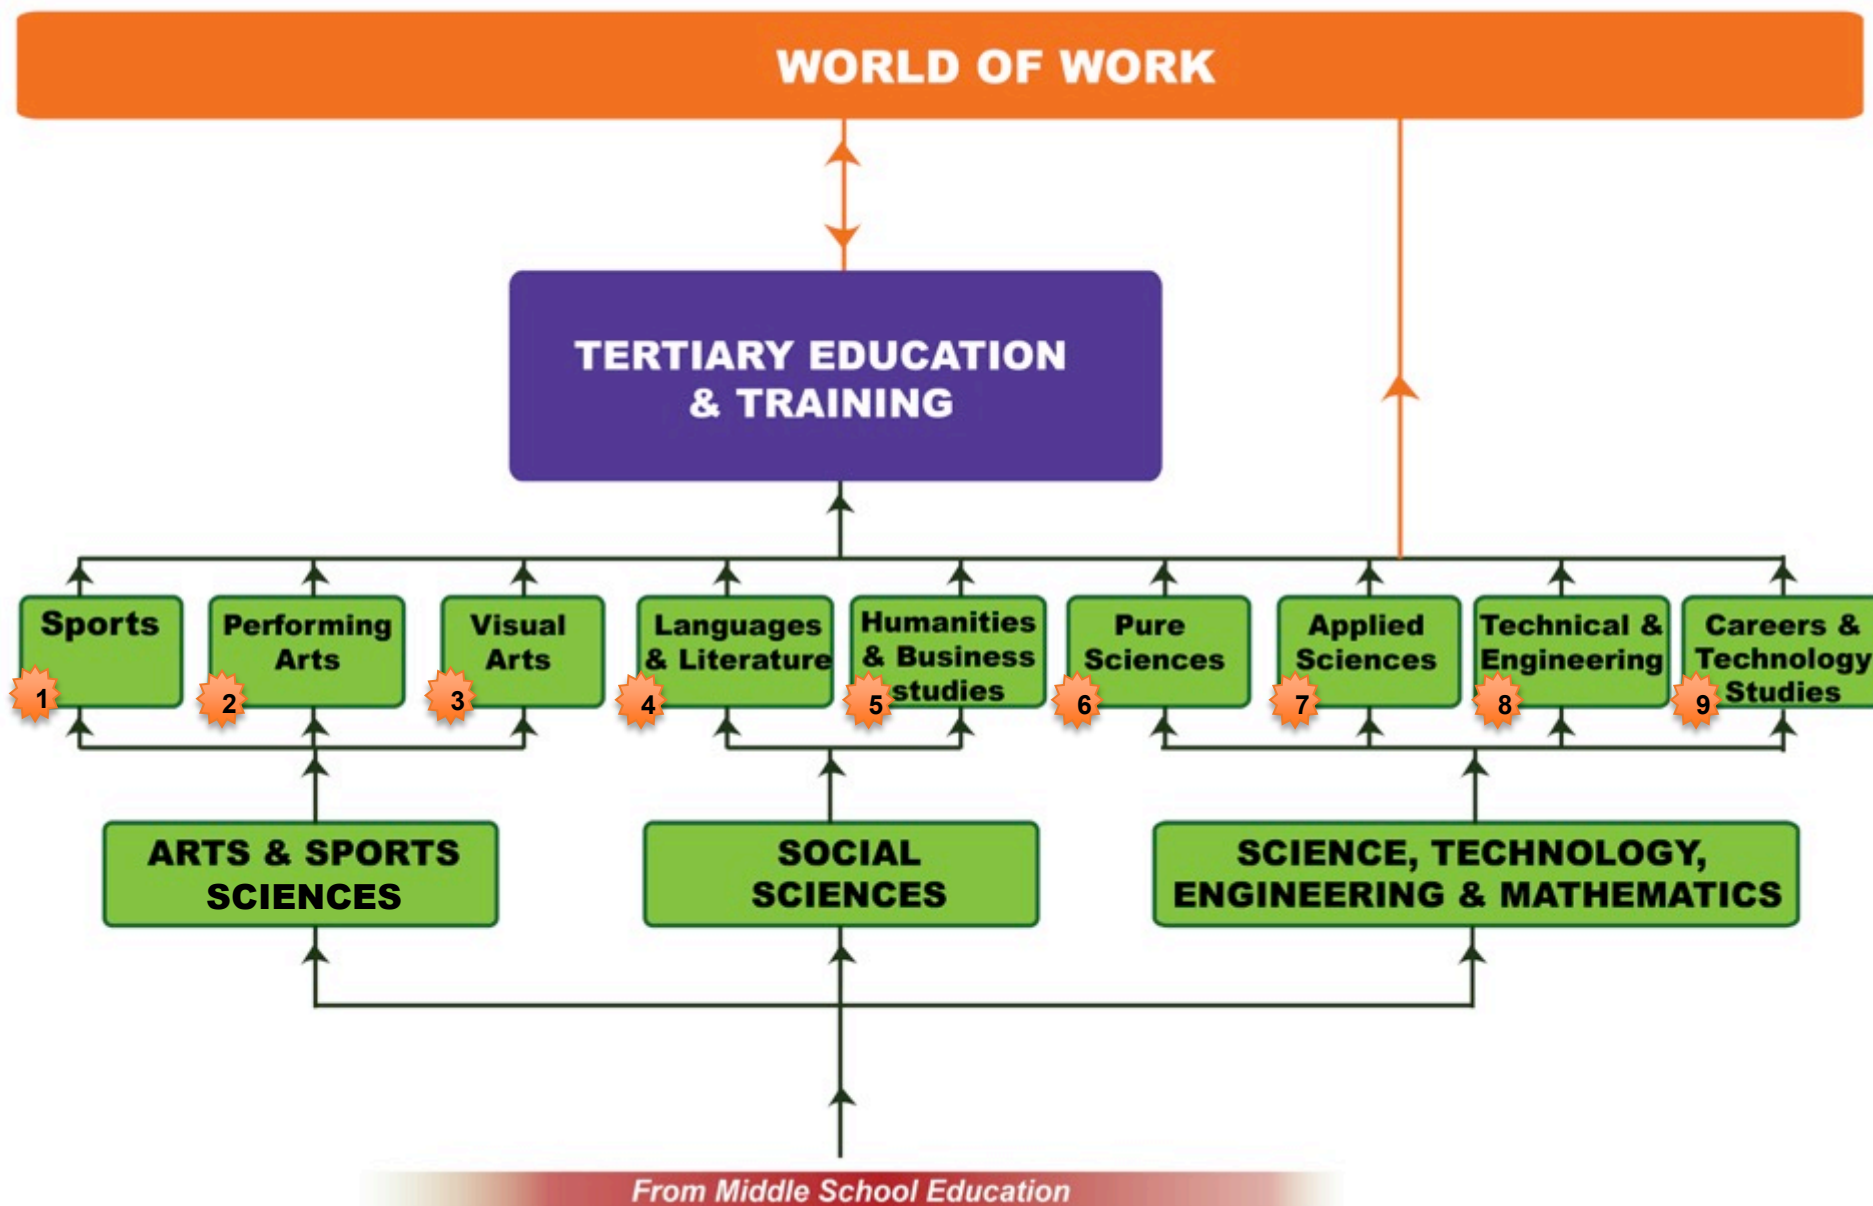 WORLD OF WORK
TERTIARY EDUCATION
& TRAINING
Sports
1
Performing
Arts
2
Visual
Arts
3
Languages
& Literature
4
Humanities
& Business
studies
5
Pure
Sciences
6
Applied
Sciences
7
Technical &
Engineering
8
Careers &
Technology
Studies
9
ARTS & SPORTS
SCIENCES
SOCIAL
SCIENCES
SCIENCE, TECHNOLOGY,
ENGINEERING & MATHEMATICS
From Middle School Education